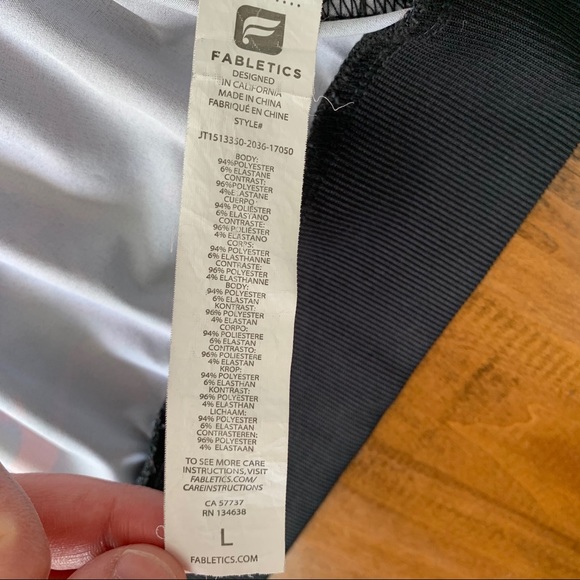 FABLETICS
DESIGNED
IN CALIFORNIA
MADE IN CHINA
FABRIQUÉ EN CHINE
STYLE#
JT1513350-2036-17050
BODY:
94%POLYESTER
6% ELASTANE
CONTRAST:
96%POLYESTER
4%ELASTANE
CUERPO
94% POLIÉSTER
6% ELASTANO
CONTRASTE:
96% POLIÉSTER
4% ELASTANO
CORPS:
94% POLYESTER
6% ELASTHANNE
CONTRASTE:
96% POLYESTER
4% ELASTHANNE
BODY:
94% POLYESTER
6% ELASTAN
KONTRAST:
96% POLYESTER
4% ELASTAN
CORPO:
94% POLIESTERE
6% ELASTAN
CONTRASTO:
96% POLIESTERE
4% ELASTAN
KROP:
94% POLYESTER
6% ELASTHAN
KONTRAST:
96% POLYESTER
4% ELASTHAN
LICHAAM:
94% POLYESTER
6% ELASTAAN
CONTRASTEREN:
96% POLYESTER
4% ELASTAAN
TO SEE MORE CARE
INSTRUCTIONS, VISIT
FABLETICS.COM/
CAREINSTRUCTIONS
CA 57737
RN 134638
L
FABLETICS.COM